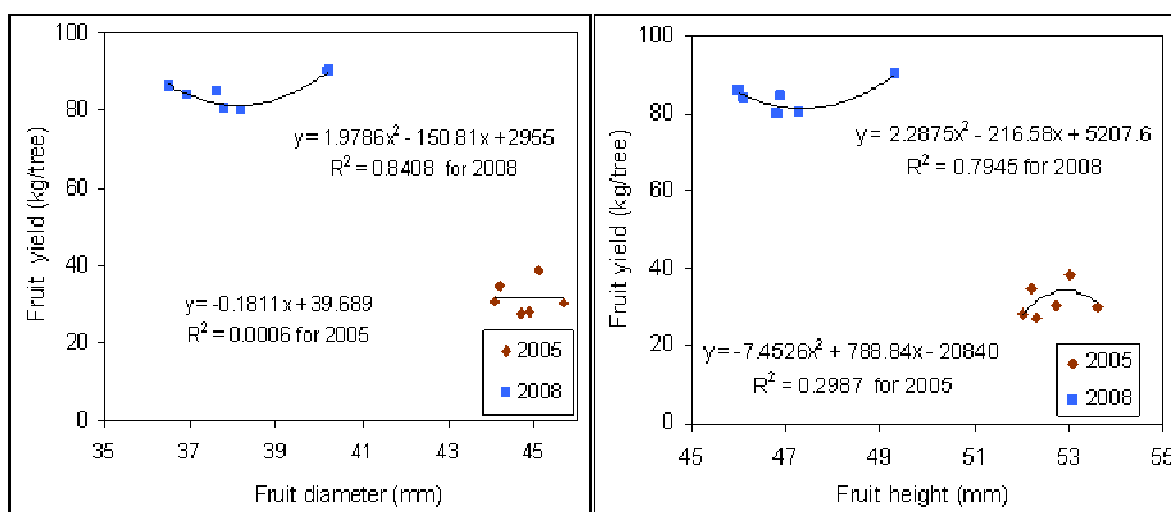 100
80
60
40
20
0
Fruit yield (kg/tree)
y = 1.9786x² - 150.81x + 2955
R² = 0.8408 for 2008
y = -0.1811x + 39.689
R² = 0.0006 for 2005
2005
2008
35 37 39 41 43 45
Fruit diameter (mm)
100
80
60
40
20
0
Fruit yield (kg/tree)
y = 2.2875x² - 216.58x + 5207.6
R² = 0.7945 for 2008
y = -7.4526x² + 788.84x - 20840
R² = 0.2987 for 2005
2005
2008
45 47 49 51 53 55
Fruit height (mm)